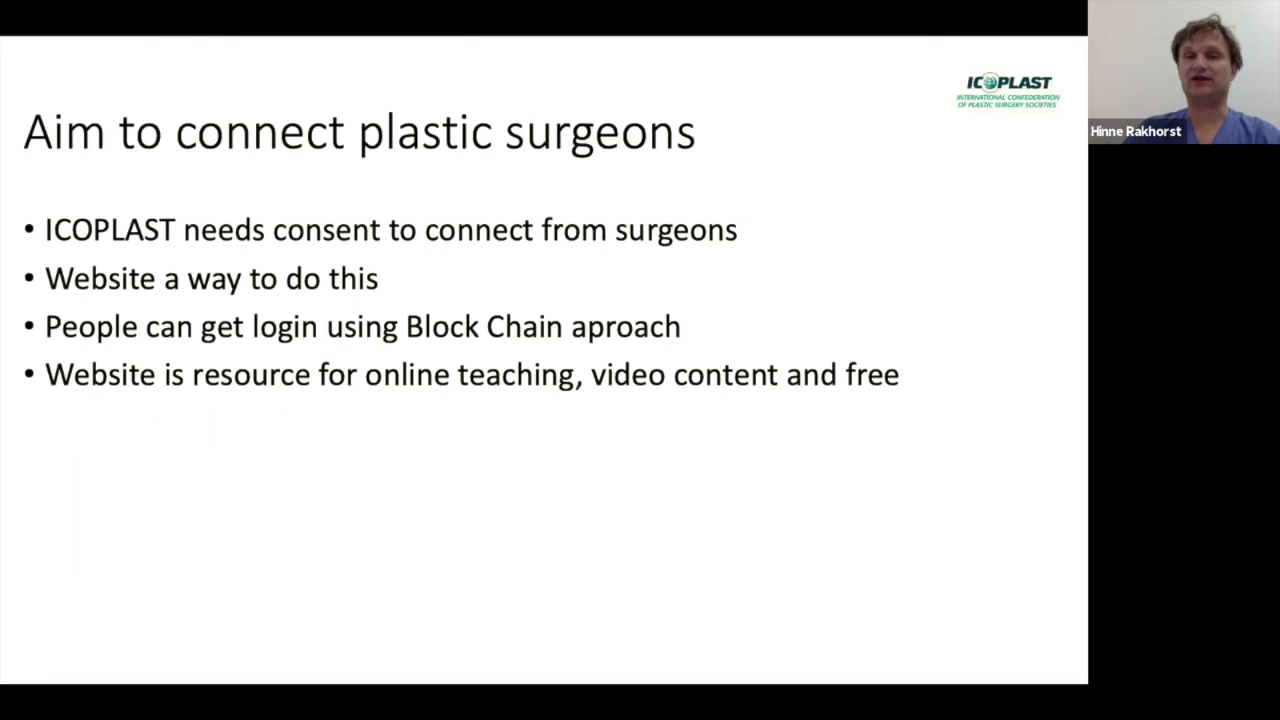 ICOPLAST
INTERNATIONAL CONFEDERATION
OF PLASTIC SURGERY SOCIETIES
Aim to connect plastic surgeons
• ICOPLAST needs consent to connect from surgeons
• Website a way to do this
• People can get login using Block Chain aproach
• Website is resource for online teaching, video content and free
Hinne Rakhorst